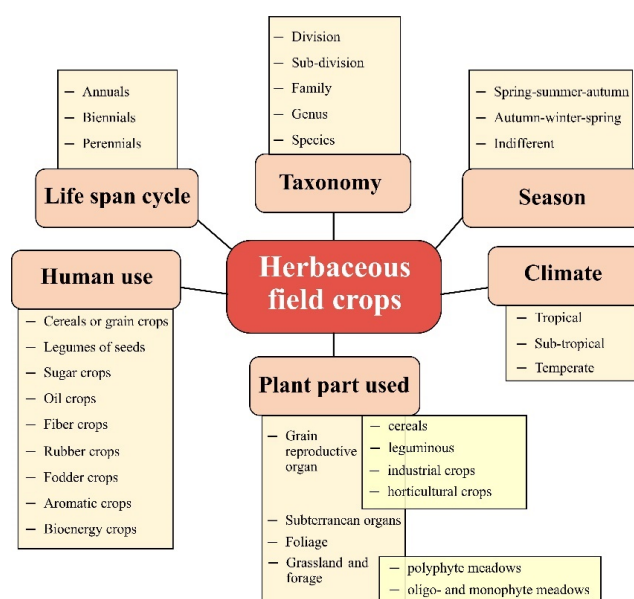 — Division
— Sub-division
— Family
— Genus
— Species
Taxonomy
— Annuals
— Biennials
— Perennials
Life span cycle
— Spring-summer-autumn
— Autumn-winter-spring
— Indifferent
Season
Herbaceous
field crops
Human use
— Cereals or grain crops
— Legumes of seeds
— Sugar crops
— Oil crops
— Fiber crops
— Rubber crops
— Fodder crops
— Aromatic crops
— Bioenergy crops
Climate
— Tropical
— Sub-tropical
— Temperate
Plant part used
— Grain
reproductive
organ
— cereals
— leguminous
— industrial crops
— horticultural crops
— Subterranean organs
— Foliage
— Grassland and
forage
— polyphyte meadows
— oligo- and monophyte meadows